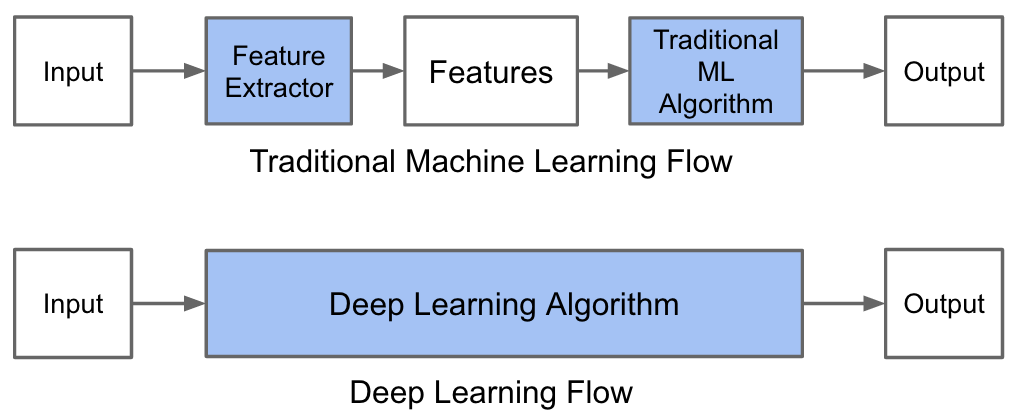 Input
Feature
Extractor
Features
Traditional
ML
Algorithm
Output
Traditional Machine Learning Flow
Input
Deep Learning Algorithm
Output
Deep Learning Flow